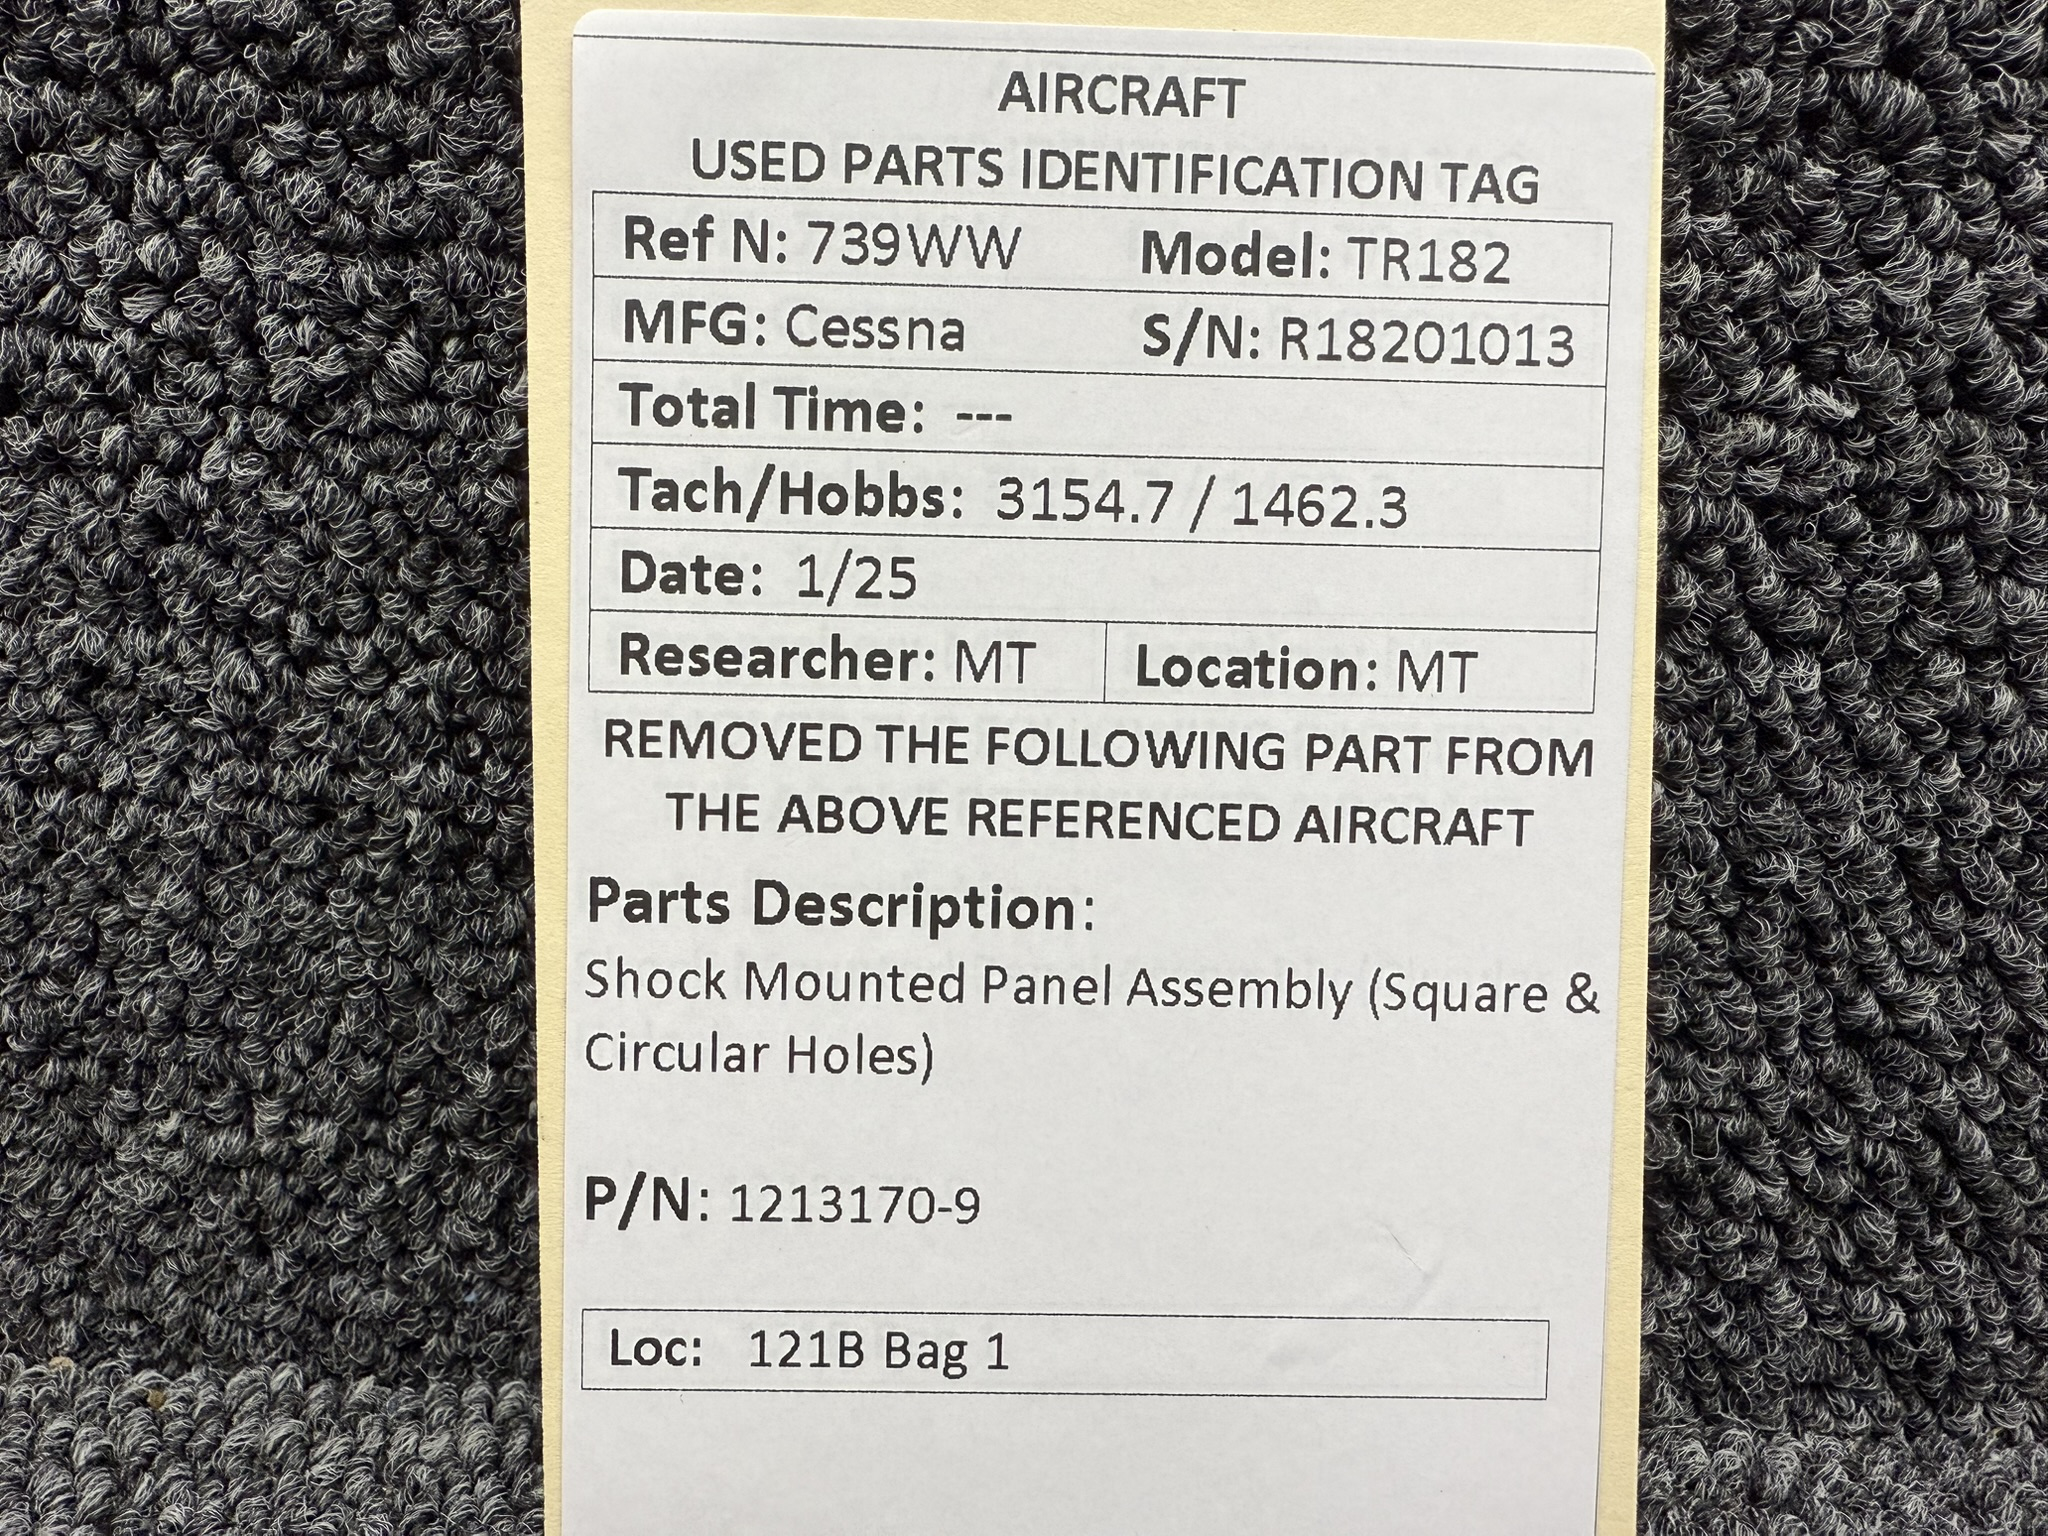 AIRCRAFT
USED PARTS IDENTIFICATION TAG
Ref N: 739WW Model: TR182
MFG: Cessna S/N: R18201013
Total Time: ---
Tach/Hobbs: 3154.7 / 1462.3
Date: 1/25
Researcher: MT Location: MT
REMOVED THE FOLLOWING PART FROM
THE ABOVE REFERENCED AIRCRAFT
Parts Description:
Shock Mounted Panel Assembly (Square &
Circular Holes)
P/N: 1213170-9
Loc: 121B Bag 1